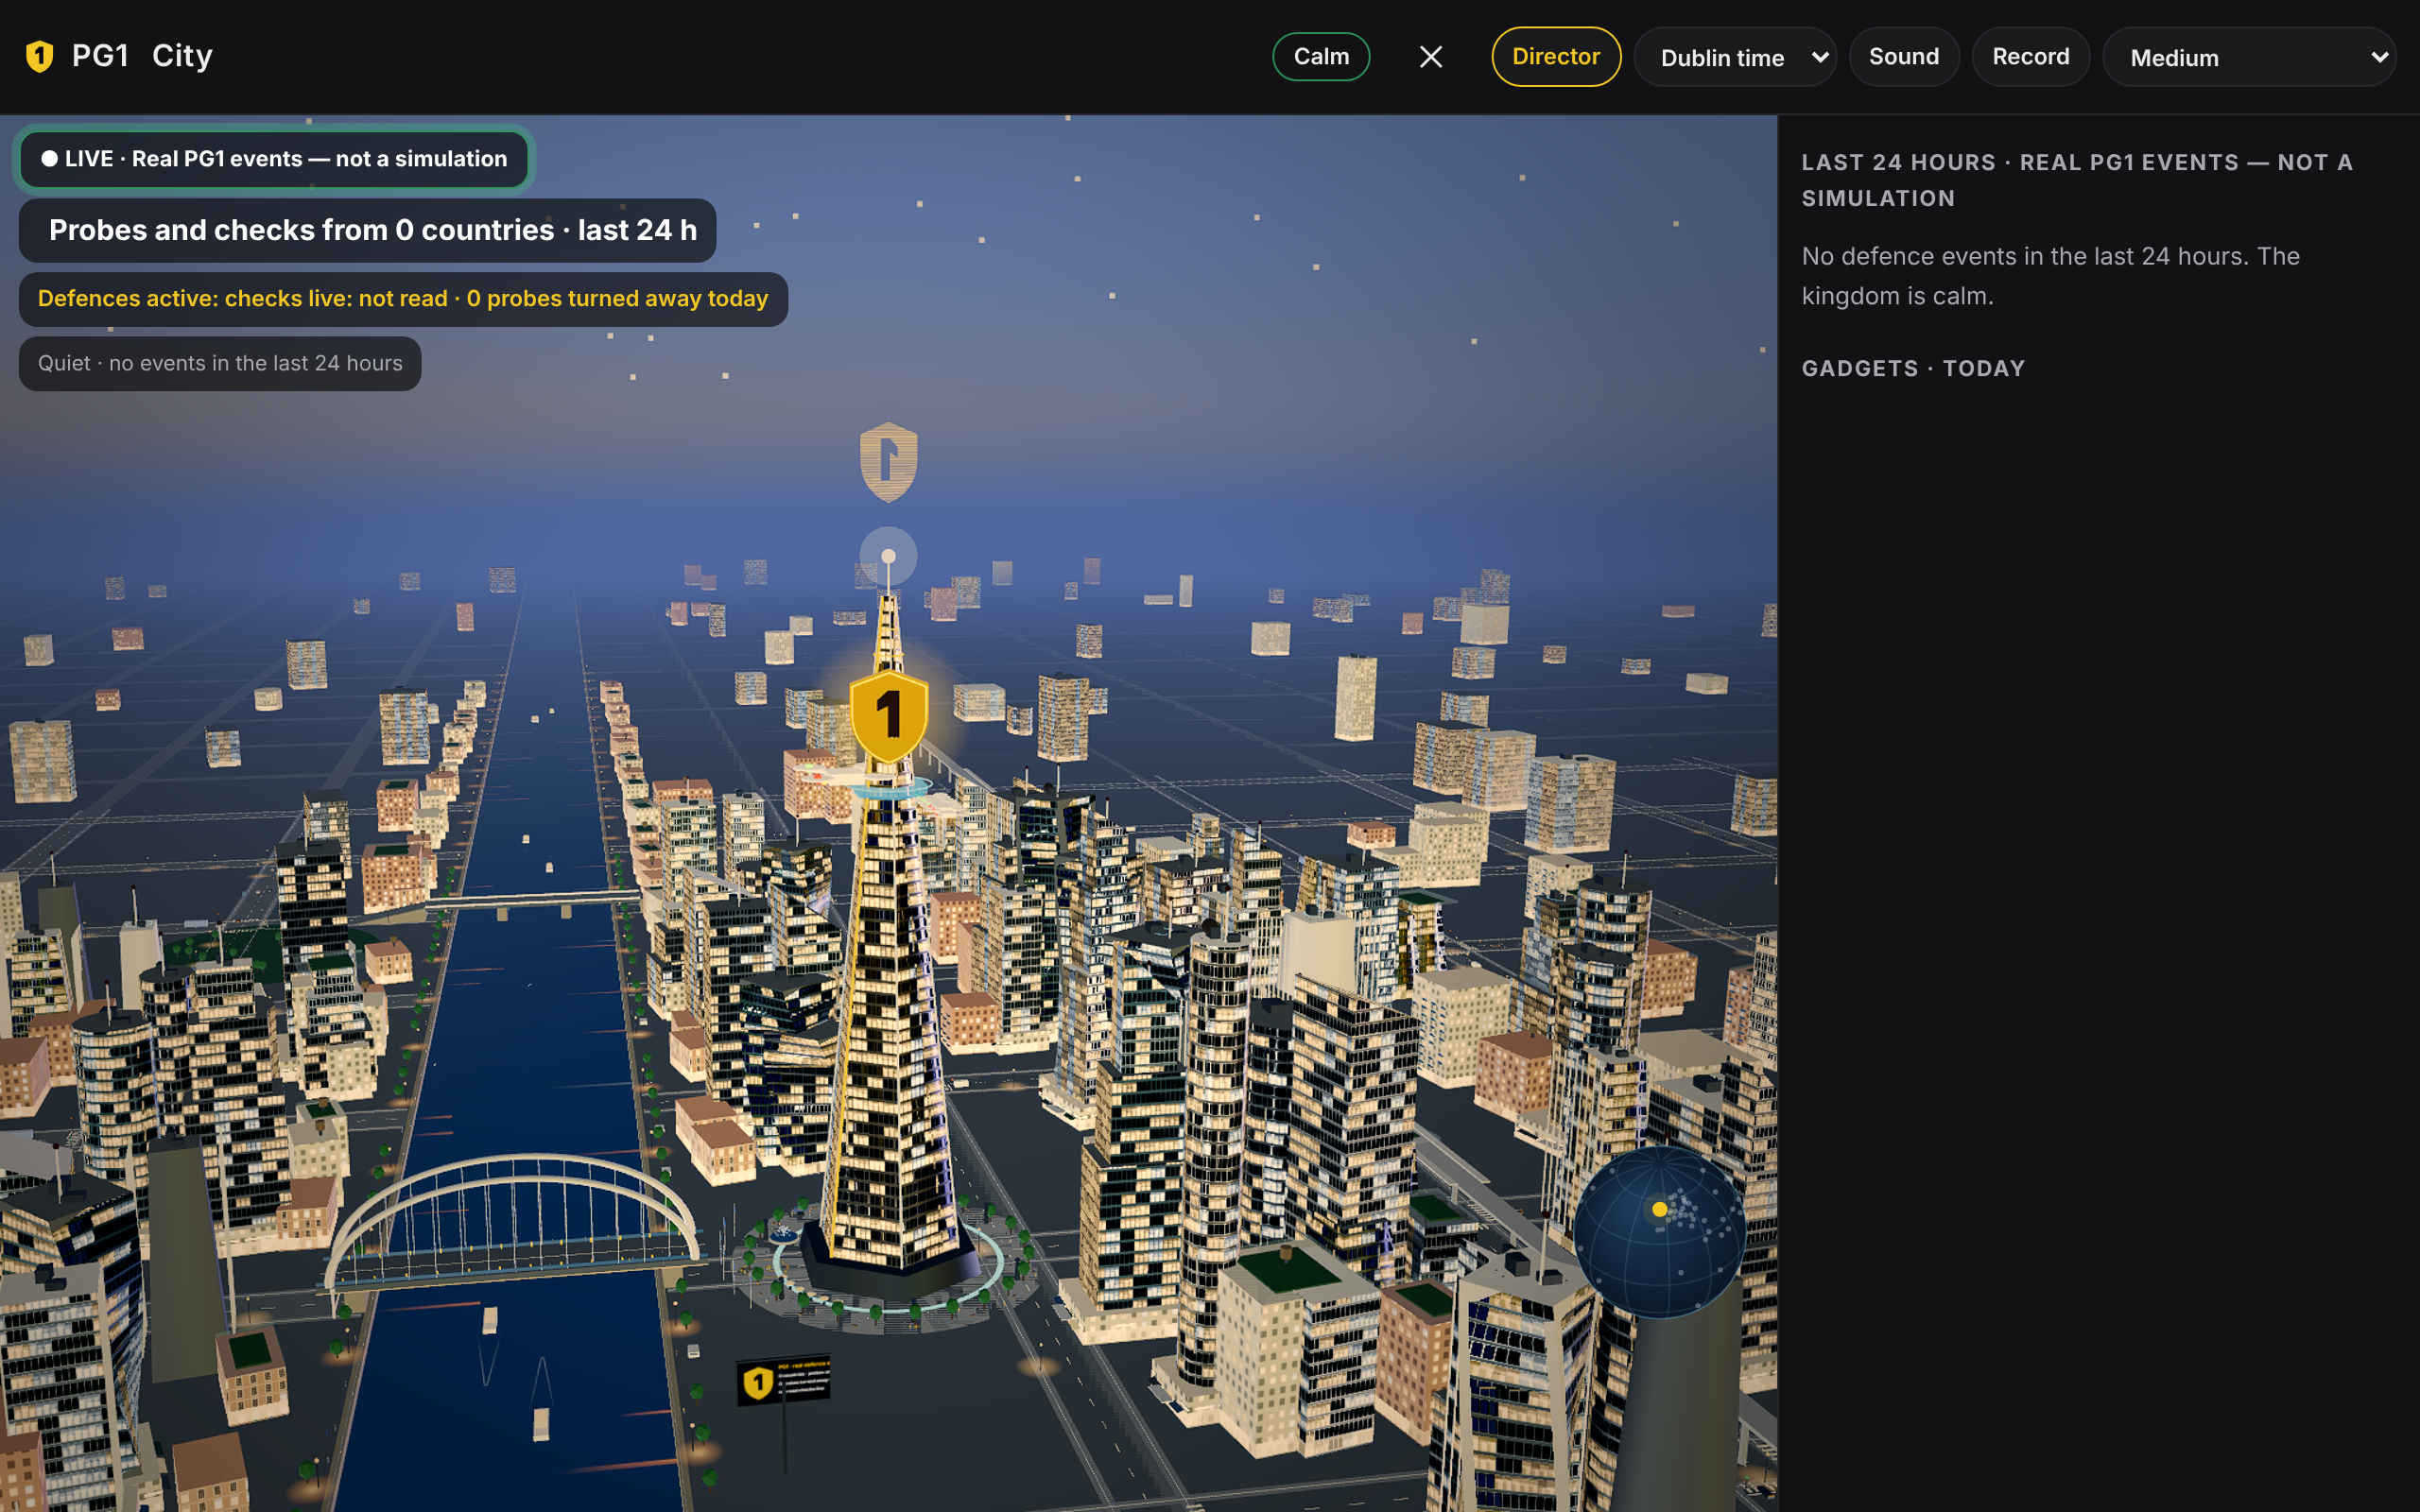 1 PG1 City
Calm
Director
Dublin time
Sound
Record
Medium
LIVE · Real PG1 events — not a simulation
Probes and checks from 0 countries · last 24 h
Defences active: checks live: not read · 0 probes turned away today
Quiet · no events in the last 24 hours
1
1
1
LAST 24 HOURS · REAL PG1 EVENTS — NOT A
SIMULATION
No defence events in the last 24 hours. The
kingdom is calm.
GADGETS · TODAY